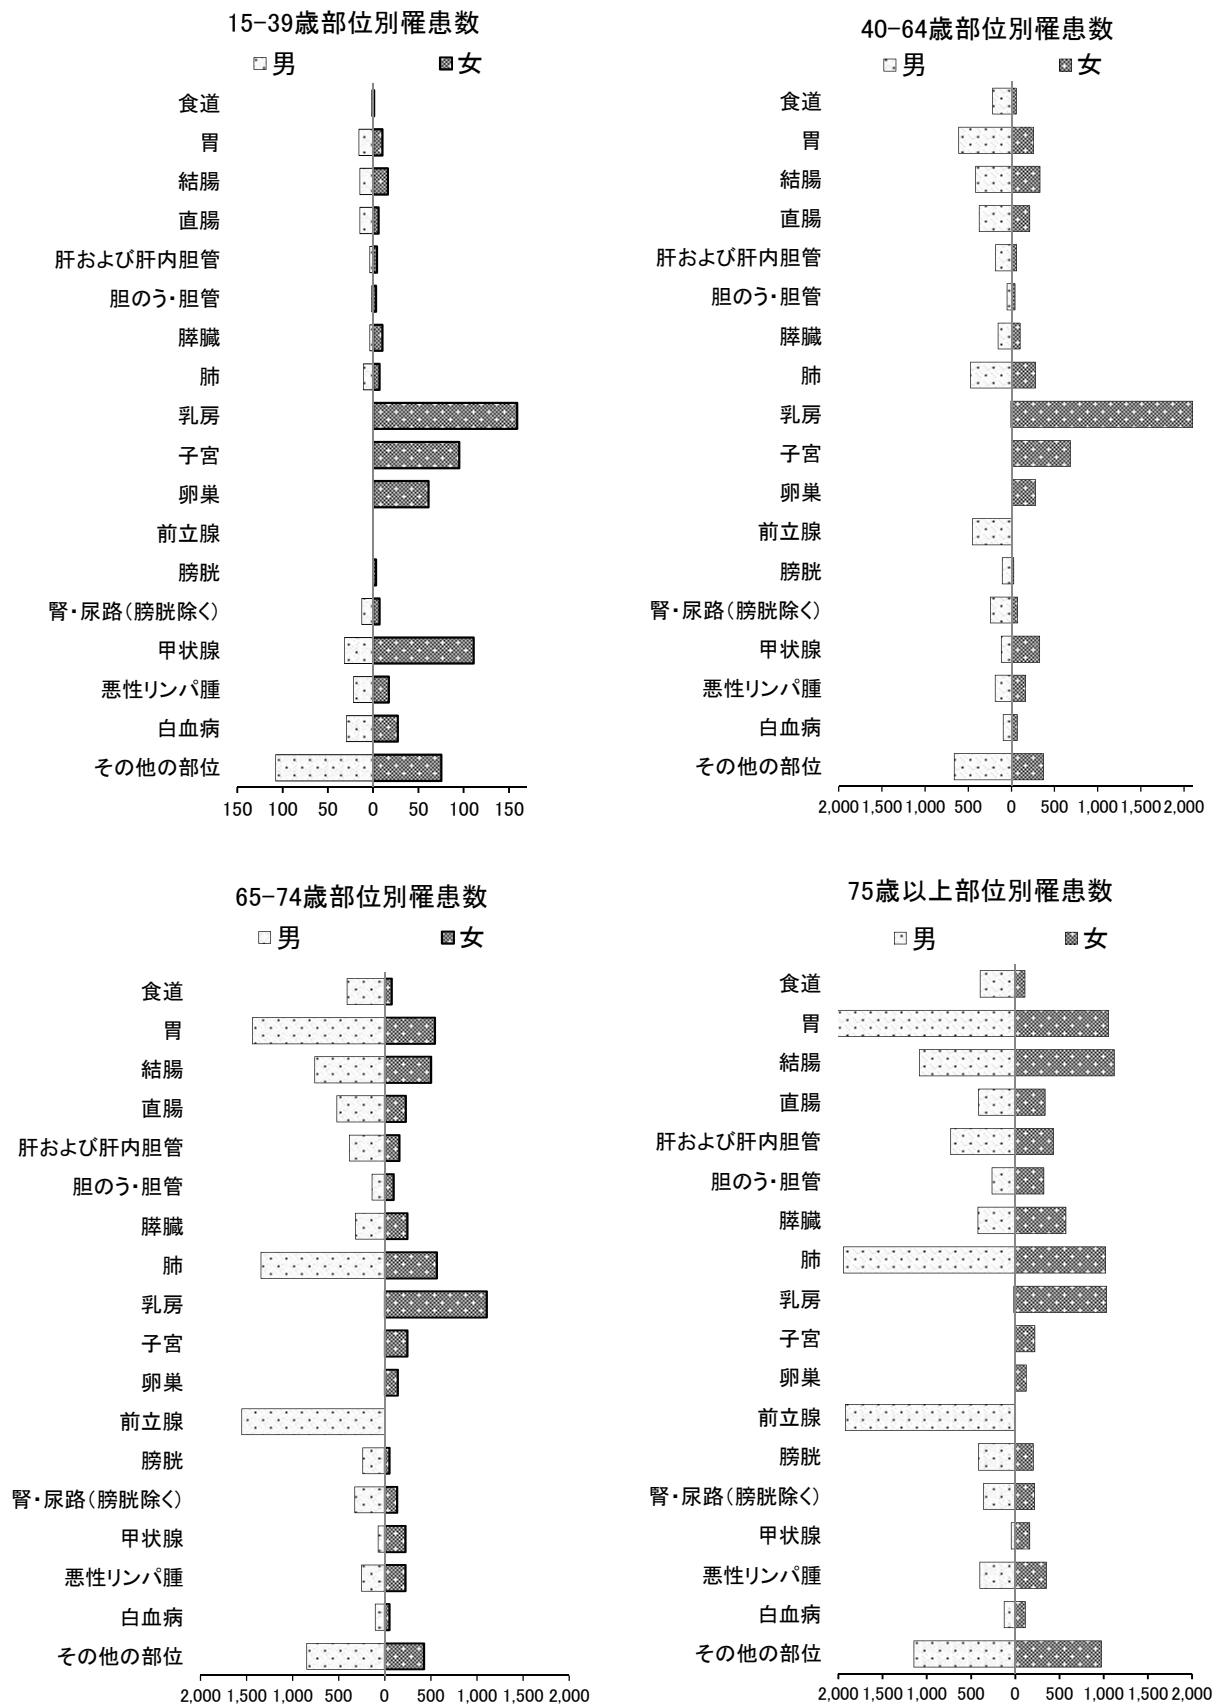 15-39歳部位別罹患数
男 女
食道
胃
結腸
直腸
肝および肝内胆管
胆のう・胆管
膵臓
肺
乳房
子宮
卵巣
前立腺
膀胱
腎・尿路(膀胱除く)
甲状腺
悪性リンパ腫
白血病
その他の部位
150 100 50 0 50 100 150
40-64歳部位別罹患数
男 女
食道
胃
結腸
直腸
肝および肝内胆管
胆のう・胆管
膵臓
肺
乳房
子宮
卵巣
前立腺
膀胱
腎・尿路(膀胱除く)
甲状腺
悪性リンパ腫
白血病
その他の部位
2,000 1,500 1,000 500 0 500 1,000 1,500 2,000
65-74歳部位別罹患数
男 女
食道
胃
結腸
直腸
肝および肝内胆管
胆のう・胆管
膵臓
肺
乳房
子宮
卵巣
前立腺
膀胱
腎・尿路(膀胱除く)
甲状腺
悪性リンパ腫
白血病
その他の部位
2,000 1,500 1,000 500 0 500 1,000 1,500 2,000
75歳以上部位別罹患数
男 女
食道
胃
結腸
直腸
肝および肝内胆管
胆のう・胆管
膵臓
肺
乳房
子宮
卵巣
前立腺
膀胱
腎・尿路(膀胱除く)
甲状腺
悪性リンパ腫
白血病
その他の部位
2,000 1,500 1,000 500 0 500 1,000 1,500 2,000